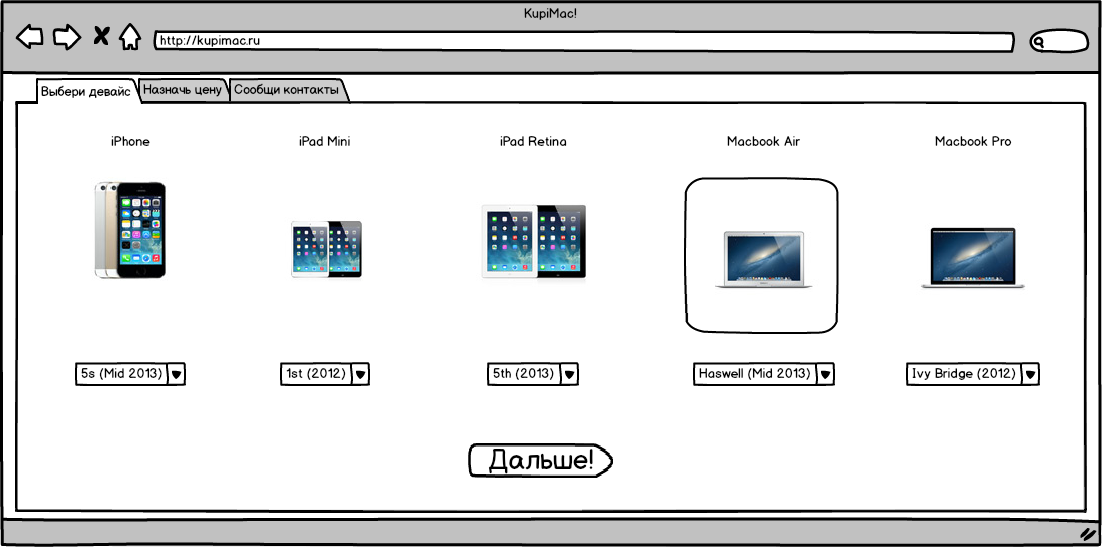 KupiMac!
http://kupimac.ru
Выбери девайс
Назначь цену
Сообщи контакты
iPhone
iPad Mini
iPad Retina
Macbook Air
Macbook Pro
5s (Mid 2013)
1st (2012)
5th (2013)
Haswell (Mid 2013)
Ivy Bridge (2012)
Дальше!